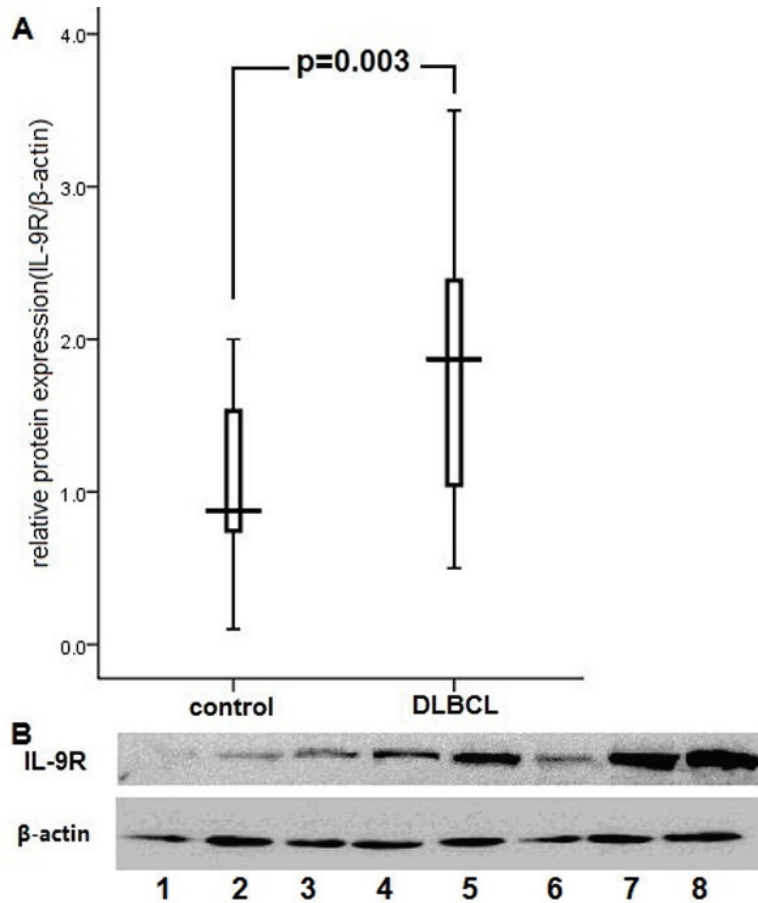 A
4.0
p=0.003
3.0
2.0
1.0
0.0
relative protein expression(IL-9R/β-actin)
control DLBCL
B
IL-9R
β-actin
1 2 3 4 5 6 7 8